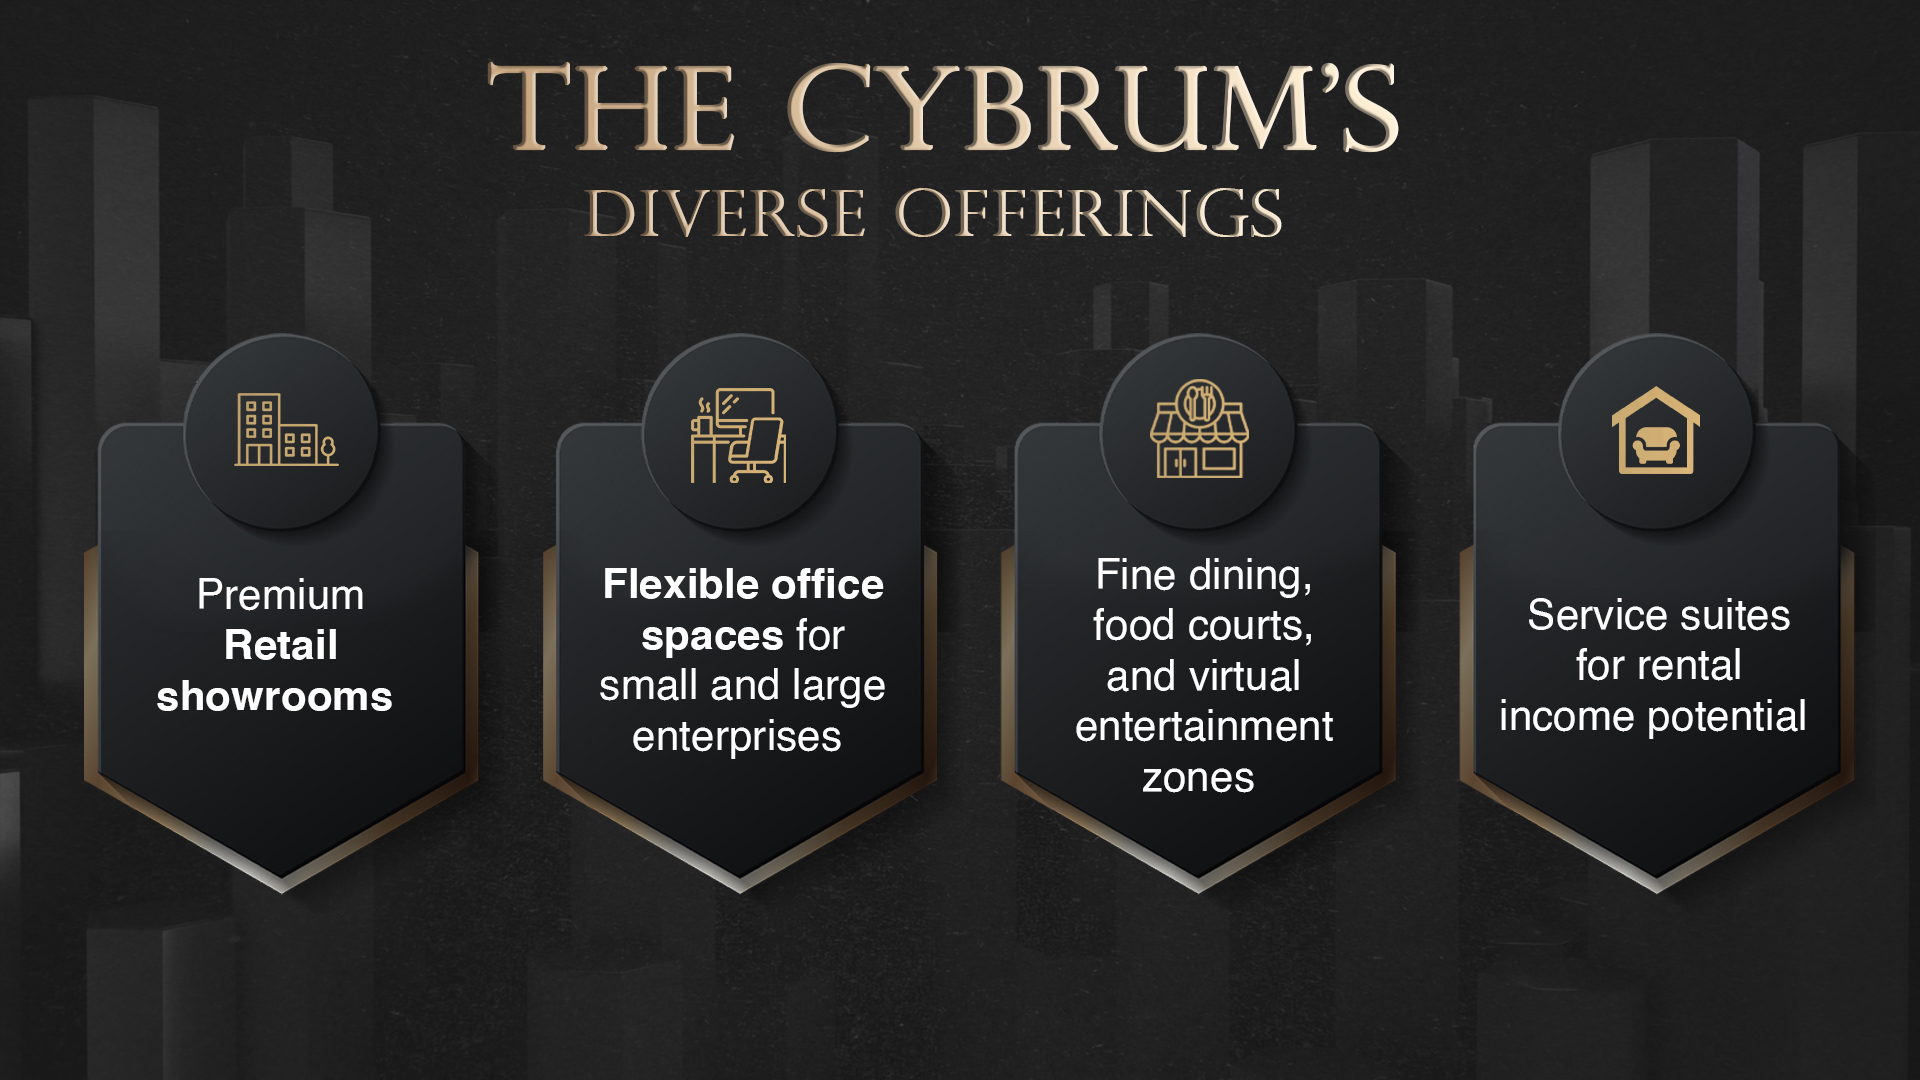 THE CYBRUM’S
DIVERSE OFFERINGS
Premium
Retail
showrooms
Flexible office
spaces for
small and large
enterprises
Fine dining,
food courts,
and virtual
entertainment
zones
Service suites
for rental
income potential